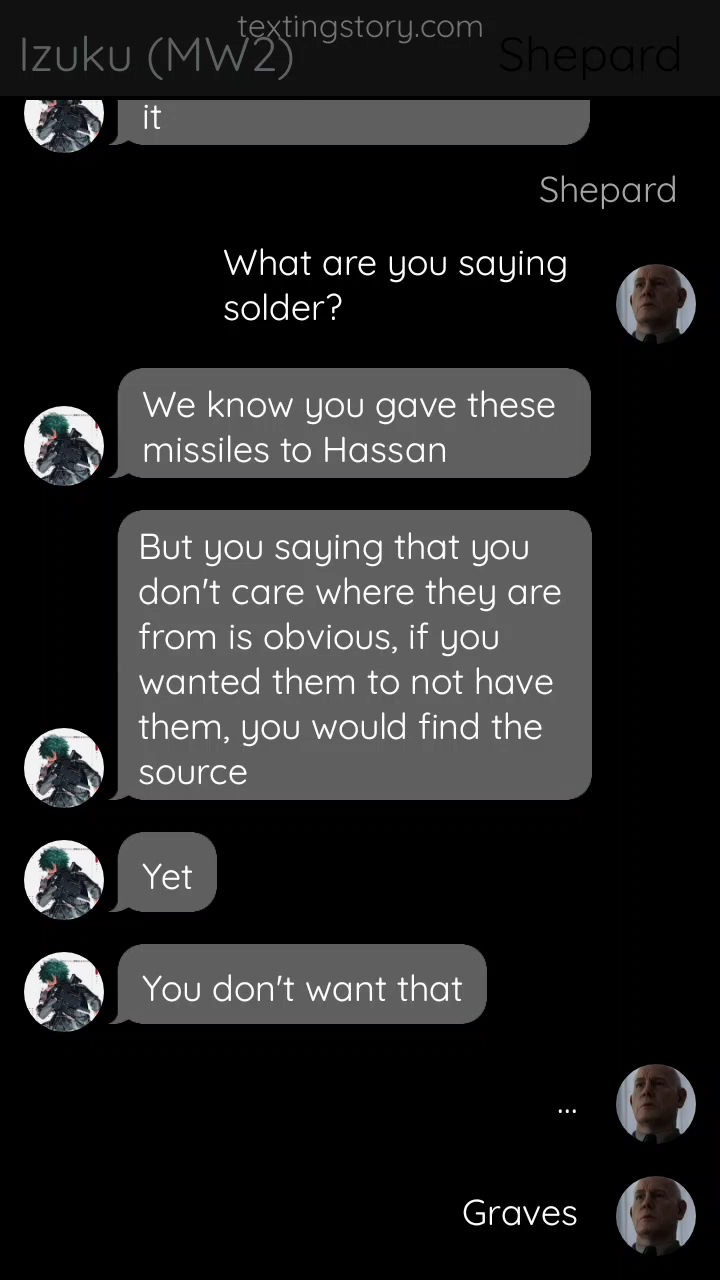 textingstory.com
Izuku (MW2)
Shepard
it
Shepard
What are you saying
solder?
We know you gave these
missiles to Hassan
But you saying that you
don't care where they are
from is obvious, if you
wanted them to not have
them, you would find the
source
Yet
You don't want that
...
Graves